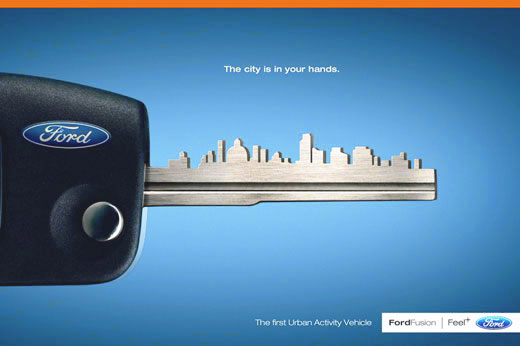 The city is in your hands.
Ford
The first Urban Activity Vehicle
FordFusion | Feel+ Ford